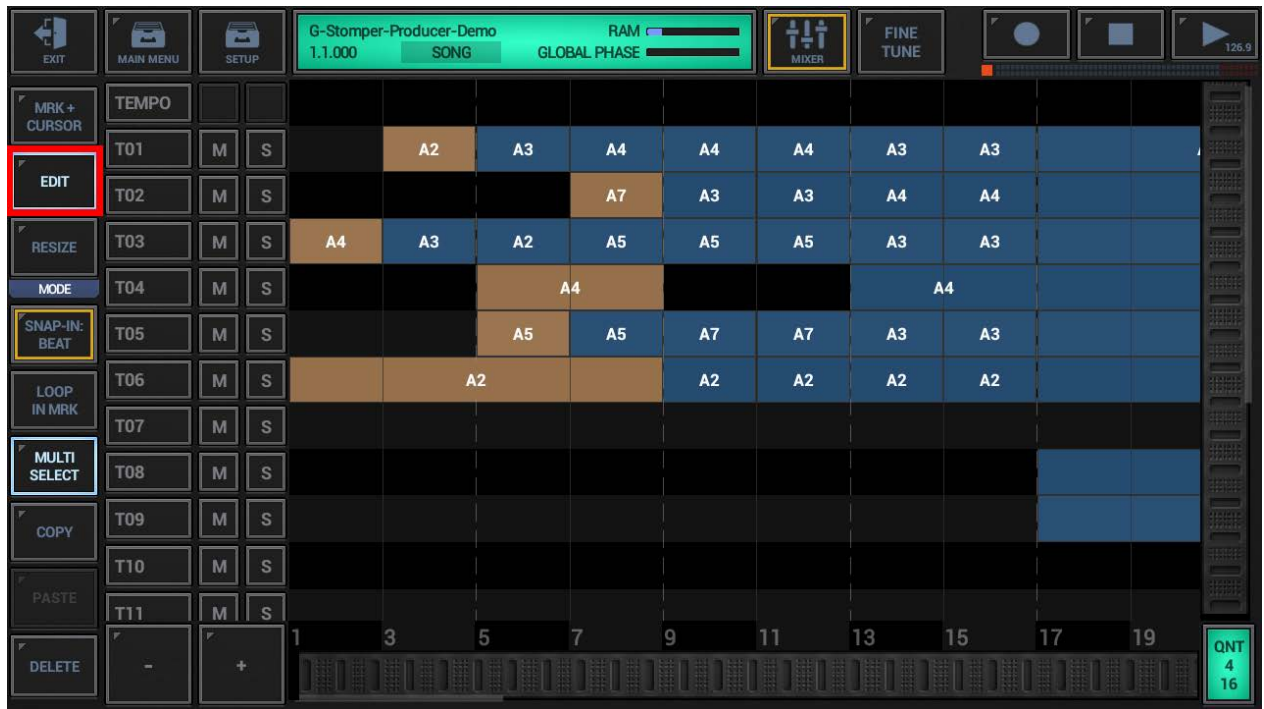 EXIT
MAIN MENU
SETUP
G-Stomper-Producer-Demo
RAM
1.1.000
SONG
GLOBAL PHASE
MIXER
FINE
TUNE
126.9
MRK +
CURSOR
EDIT
RESIZE
MODE
SNAP-IN:
BEAT
LOOP
IN MRK
MULTI
SELECT
COPY
PASTE
DELETE
TEMPO
T01 M S A2 A3 A4 A4 A4 A3 A3
T02 M S A7 A3 A3 A4 A4
T03 M S A4 A3 A2 A5 A5 A5 A3 A3
T04 M S A4 A4
T05 M S A5 A5 A7 A7 A3 A3
T06 M S A2 A2 A2 A2 A2
T07 M S
T08 M S
T09 M S
T10 M S
T11 M S
- +
1 3 5 7 9 11 13 15 17 19
QNT
4
16